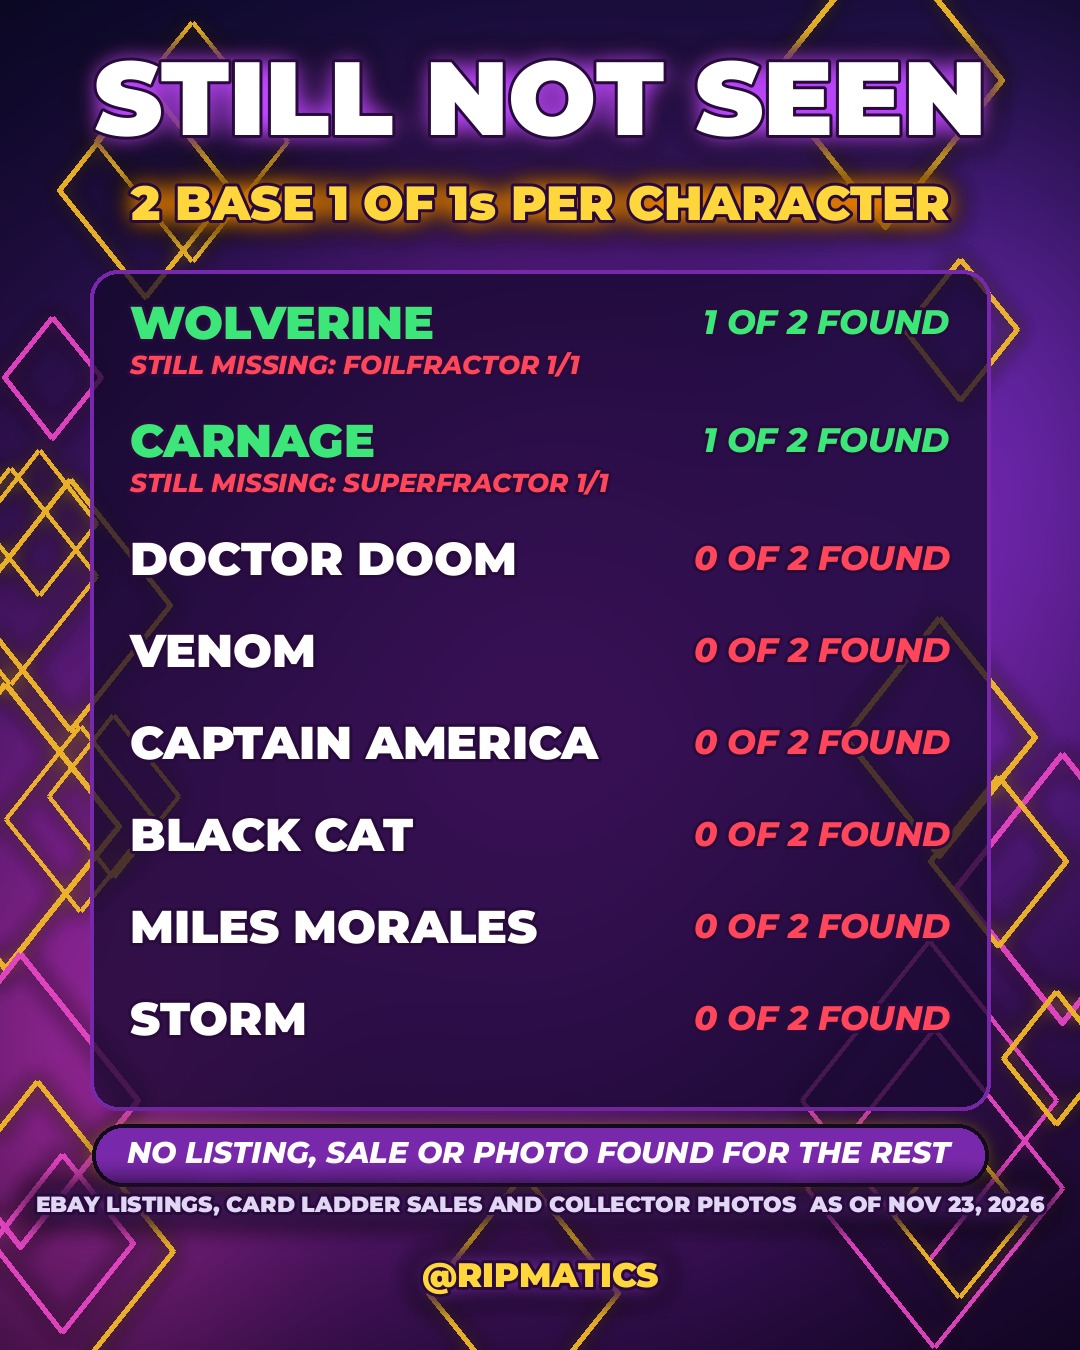 STILL NOT SEEN
2 BASE 1 OF 1s PER CHARACTER
WOLVERINE 1 OF 2 FOUND
STILL MISSING: FOILFRACTOR 1/1
CARNAGE 1 OF 2 FOUND
STILL MISSING: SUPERFRACTOR 1/1
DOCTOR DOOM 0 OF 2 FOUND
VENOM 0 OF 2 FOUND
CAPTAIN AMERICA 0 OF 2 FOUND
BLACK CAT 0 OF 2 FOUND
MILES MORALES 0 OF 2 FOUND
STORM 0 OF 2 FOUND
NO LISTING, SALE OR PHOTO FOUND FOR THE REST
EBAY LISTINGS, CARD LADDER SALES AND COLLECTOR PHOTOS AS OF NOV 23, 2026
@RIPMATICS